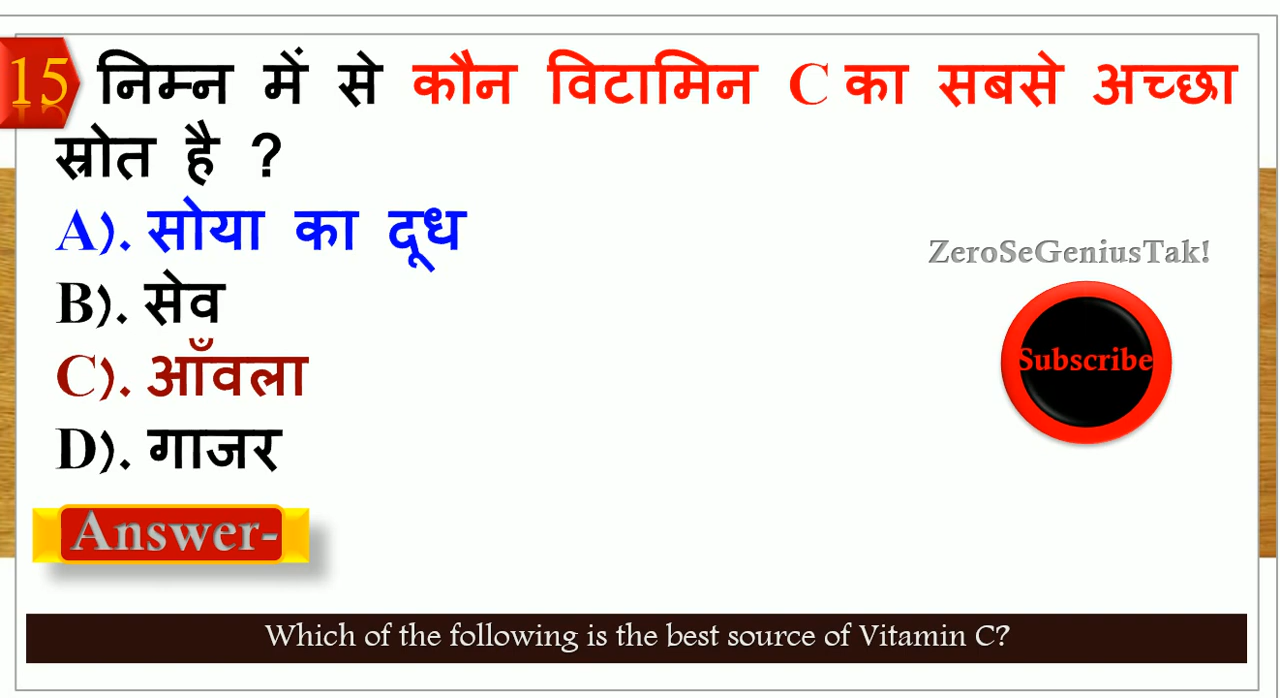 15 निम्न में से कौन विटामिन C का सबसे अच्छा
स्रोत है ?
A). सोया का दूध
ZeroSeGeniusTak!
B). सेव
Subscribe
C). आँवला
D). गाजर
Answer-
Which of the following is the best source of Vitamin C?